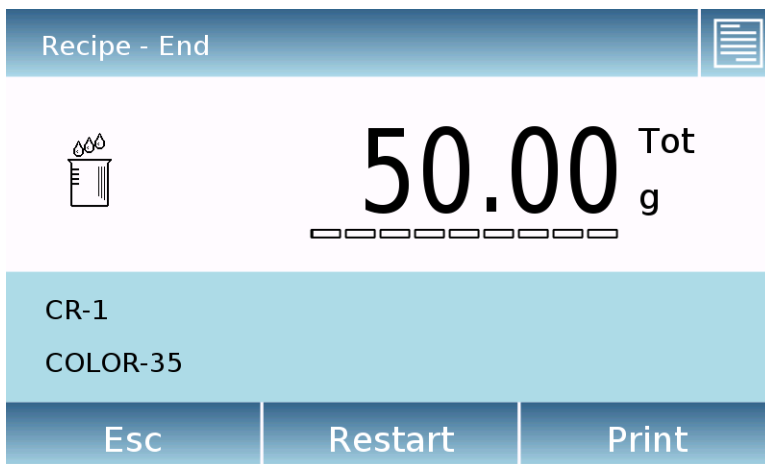 Recipe - End
50.00 Tot
g
CR-1
COLOR-35
Esc Restart Print